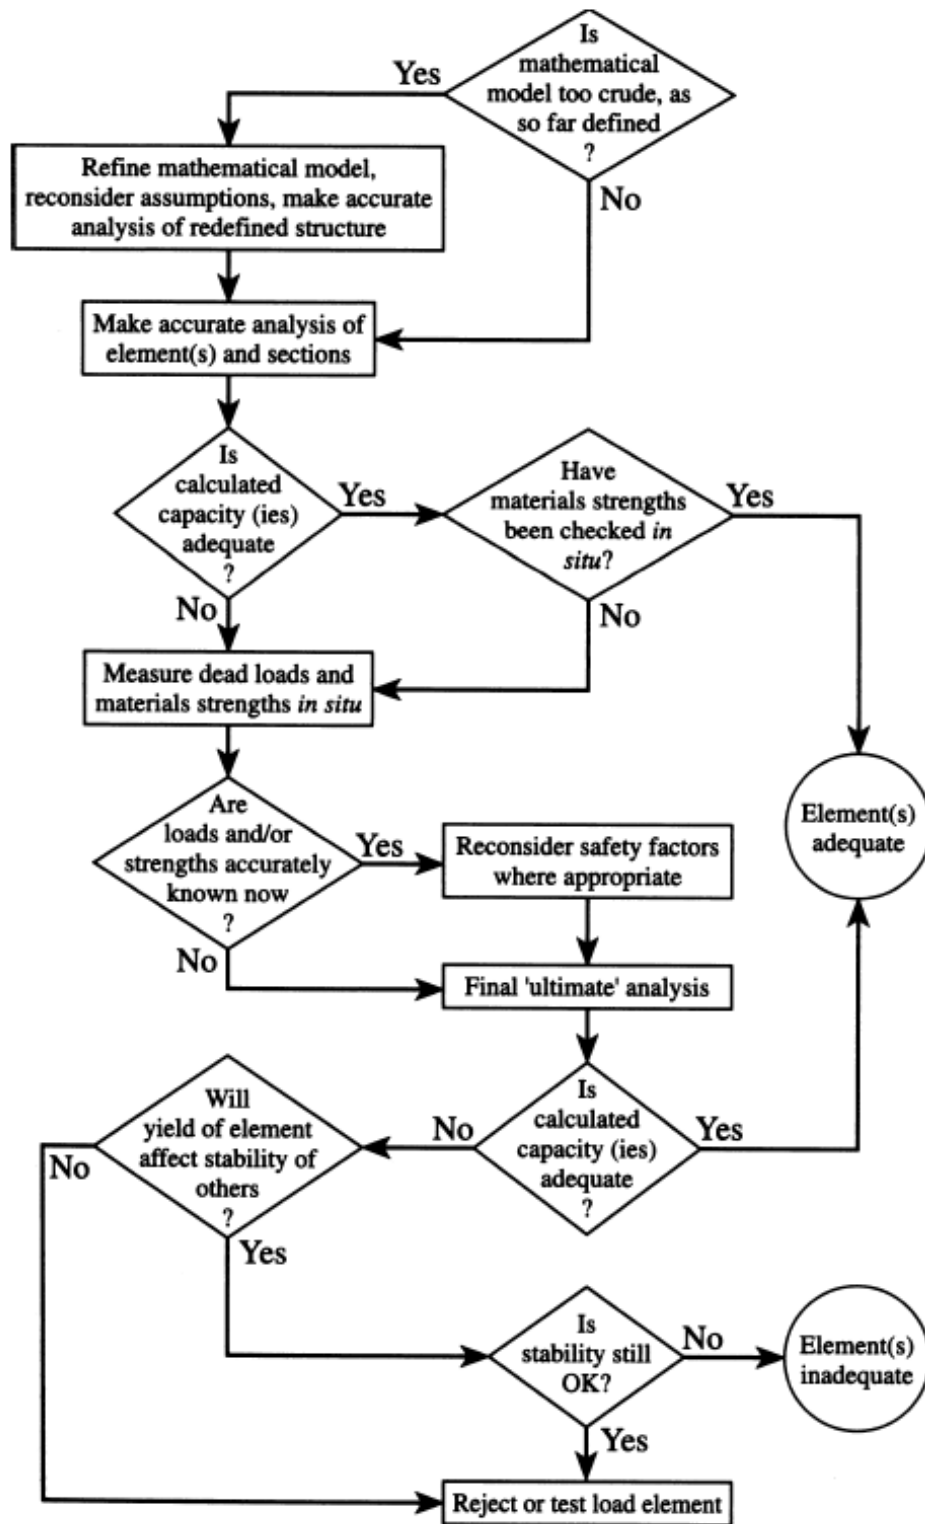 Is
mathematical
model too crude, as
so far defined
?
Yes
No
Refine mathematical model,
reconsider assumptions, make accurate
analysis of redefined structure
Make accurate analysis of
element(s) and sections
Is
calculated
capacity (ies)
adequate
?
Yes
No
Have
materials strengths
been checked in
situ?
Yes
No
Measure dead loads and
materials strengths in situ
Are
loads and/or
strengths accurately
known now
?
Yes
No
Reconsider safety factors
where appropriate
Element(s)
adequate
Final 'ultimate' analysis
Is
calculated
capacity (ies)
adequate
?
No
Yes
Will
yield of element
affect stability of
others
?
No
Yes
Is
stability still
OK?
No
Yes
Element(s)
inadequate
Reject or test load element